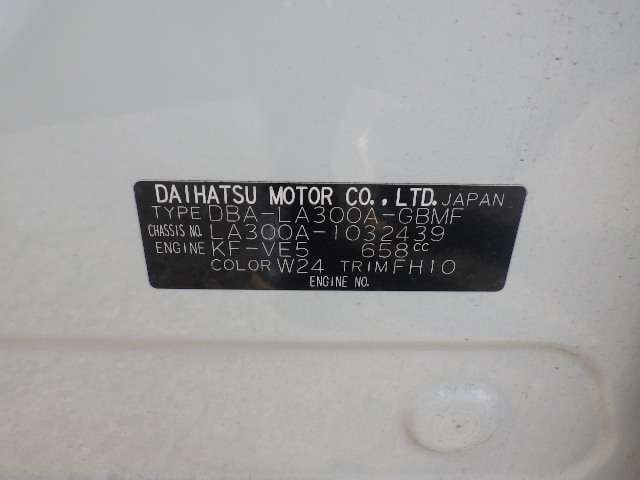 DAIHATSU MOTOR CO., LTD. JAPAN
TYPE DBA-LA300A-GBMF
CHASSIS NO. LA300A-1032439
ENGINE KF-VE5 658CC
COLOR W24 TRIM FH10
ENGINE NO.